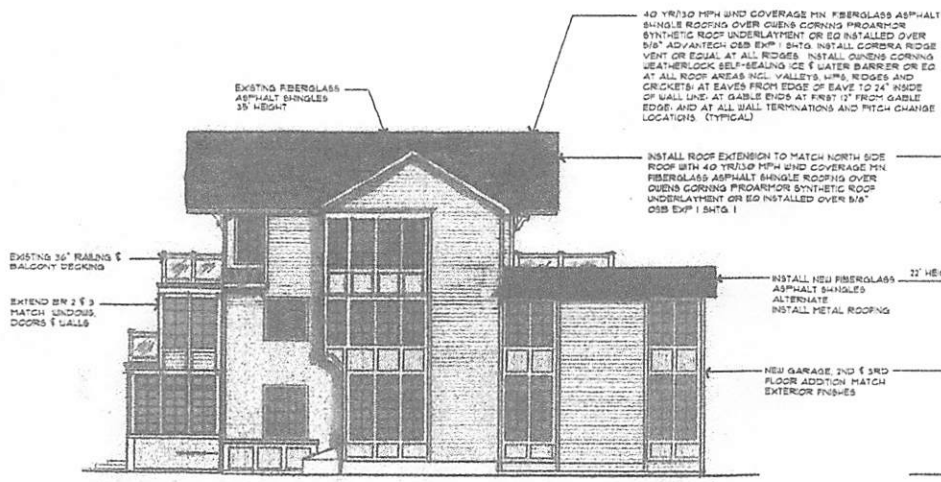 40 YR/130 MPH WIND COVERAGE MIN. FIBERGLASS ASPHALT
SHINGLE ROOFING OVER OWENS CORNING PROARMOR
SYNTHETIC ROOF UNDERLAYMENT OR EQ INSTALLED OVER
5/8" ADVANTECH OSB EXP 1 SHTG. INSTALL COBRA RIDGE
VENT OR EQUAL AT ALL RIDGES. INSTALL OWENS CORNING
WEATHERLOCK SELF-SEALING ICE & WATER BARRIER OR EQ
AT ALL ROOF AREAS INCL. VALLEYS, HIPS, RIDGES AND
CRICKETS; AT EAVES FROM EDGE OF EAVE TO 24" INSIDE
OF WALL LINE; AT GABLE ENDS AT FIRST 12" FROM GABLE
EDGE; AND AT ALL WALL TERMINATIONS AND PITCH CHANGE
LOCATIONS. (TYPICAL)
EXISTING FIBERGLASS
ASPHALT SHINGLES
35' HEIGHT
INSTALL ROOF EXTENSION TO MATCH NORTH SIDE
ROOF WITH 40 YR/130 MPH WIND COVERAGE MIN.
FIBERGLASS ASPHALT SHINGLE ROOFING OVER
OWENS CORNING PROARMOR SYNTHETIC ROOF
UNDERLAYMENT OR EQ INSTALLED OVER 5/8"
OSB EXP 1 SHTG. 1
EXISTING 36" RAILING &
BALCONY DECKING
EXTEND BR 2 & 3
MATCH WINDOWS,
DOORS & WALLS
INSTALL NEW FIBERGLASS
ASPHALT SHINGLES
ALTERNATE
INSTALL METAL ROOFING
22' HEI
NEW GARAGE, 2ND & 3RD
FLOOR ADDITION MATCH
EXTERIOR FINISHES